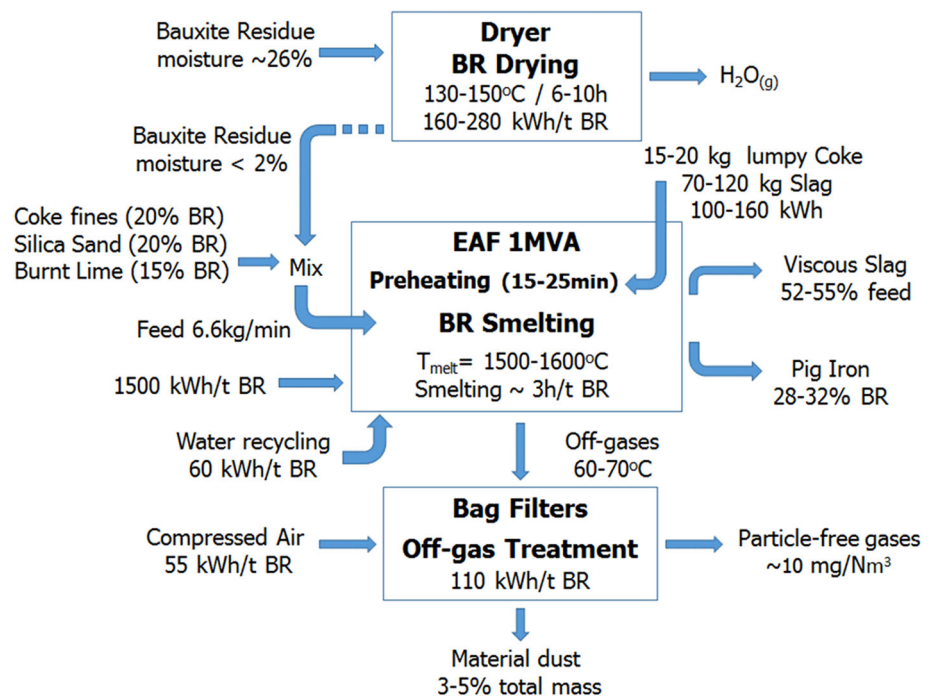 Bauxite Residue
moisture ~26%
Dryer
BR Drying
130-150°C / 6-10h
160-280 kWh/t BR
H₂O(g)
Bauxite Residue
moisture < 2%
15-20 kg lumpy Coke
70-120 kg Slag
100-160 kWh
Coke fines (20% BR)
Silica Sand (20% BR)
Burnt Lime (15% BR)
Mix
Feed 6.6kg/min
1500 kWh/t BR
Water recycling
60 kWh/t BR
EAF 1MVA
Preheating (15-25min)
BR Smelting
Tmelt= 1500-1600°C
Smelting ~ 3h/t BR
Viscous Slag
52-55% feed
Pig Iron
28-32% BR
Off-gases
60-70°C
Compressed Air
55 kWh/t BR
Bag Filters
Off-gas Treatment
110 kWh/t BR
Particle-free gases
~10 mg/Nm³
Material dust
3-5% total mass